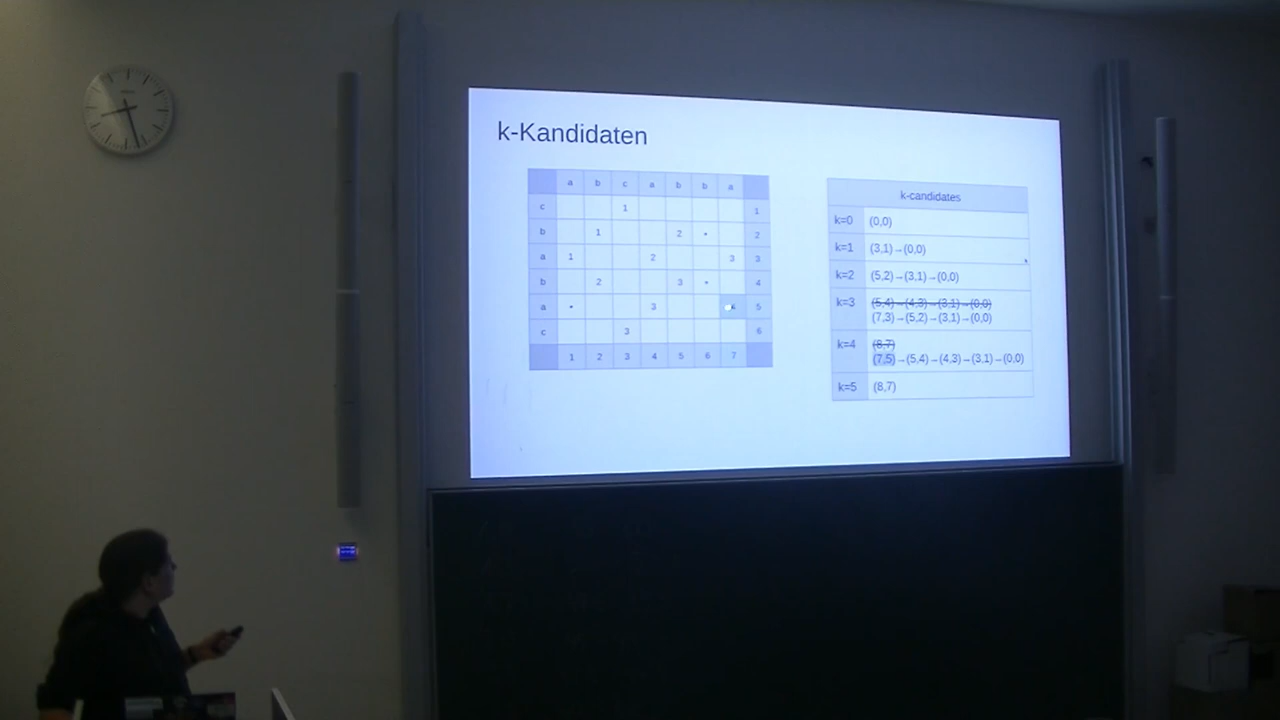 k-Kandidaten
a b c a b b a
c 1 1
b 1 2 • 2
a 1 2 3 3
b 2 3 • 4
a • 3 5
c 3 6
1 2 3 4 5 6 7
k-candidates
k=0 (0,0)
k=1 (3,1)→(0,0)
k=2 (5,2)→(3,1)→(0,0)
k=3 (5,4)→(4,3)→(3,1)→(0,0)
(7,3)→(5,2)→(3,1)→(0,0)
k=4 (8,7)
(7,5)→(5,4)→(4,3)→(3,1)→(0,0)
k=5 (8,7)